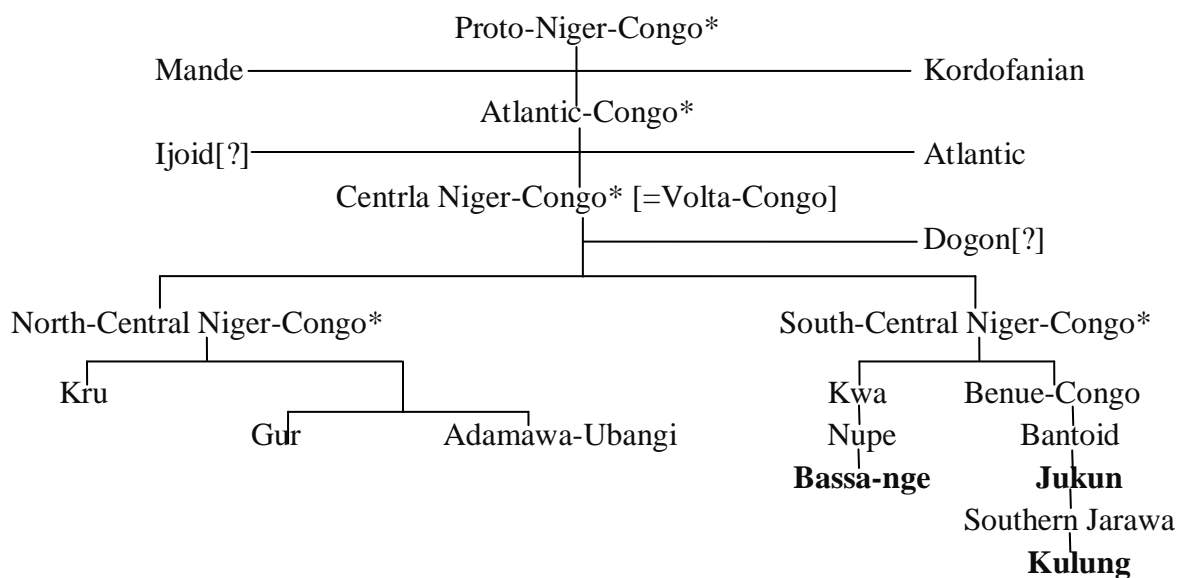 Proto-Niger-Congo*
Mande Kordofanian
Atlantic-Congo*
Ijoid[?] Atlantic
Centrla Niger-Congo* [=Volta-Congo]
Dogon[?]
North-Central Niger-Congo* South-Central Niger-Congo*
Kru Kwa Benue-Congo
Gur Adamawa-Ubangi Nupe Bantoid
Bassa-nge Jukun
Southern Jarawa
Kulung